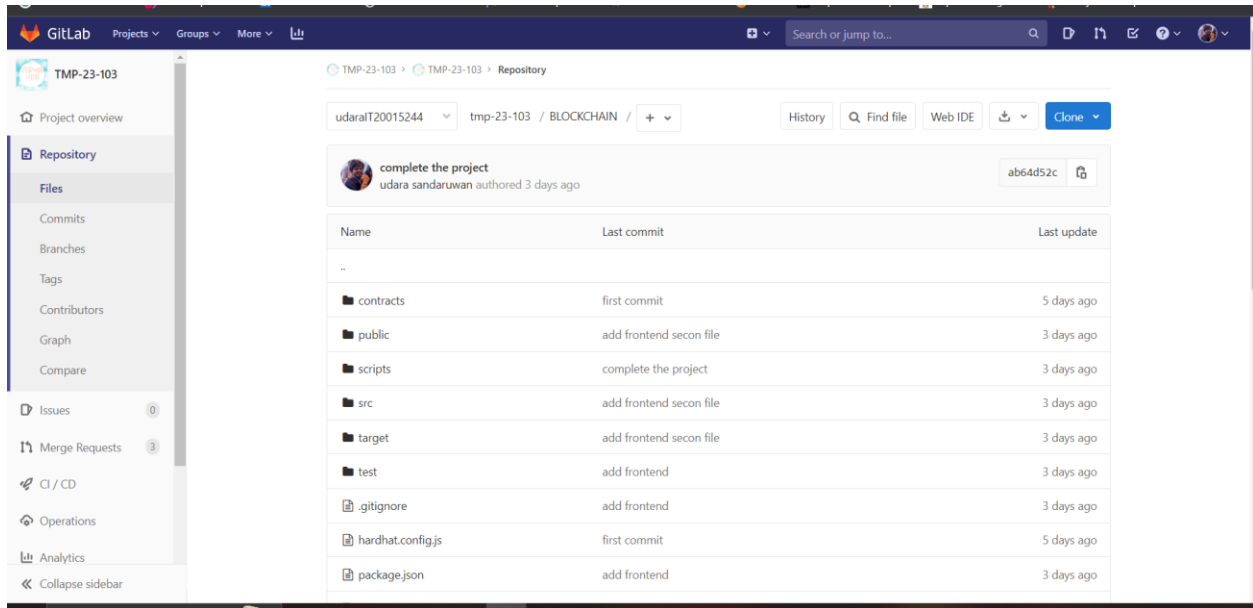 GitLab Projects Groups More Search or jump to...
TMP-23-103
TMP-23-103 > TMP-23-103 > Repository
Project overview
udaraIT20015244 tmp-23-103 / BLOCKCHAIN / + History Find file Web IDE Clone
Repository
complete the project
udara sandaruwan authored 3 days ago
ab64d52c
Files
Commits
Branches
Tags
Contributors
Graph
Compare
Issues 0
Merge Requests 3
CI / CD
Operations
Analytics
Collapse sidebar
Name Last commit Last update
..
contracts first commit 5 days ago
public add frontend secon file 3 days ago
scripts complete the project 3 days ago
src add frontend secon file 3 days ago
target add frontend secon file 3 days ago
test add frontend 3 days ago
.gitignore add frontend 3 days ago
hardhat.config.js first commit 5 days ago
package.json add frontend 3 days ago